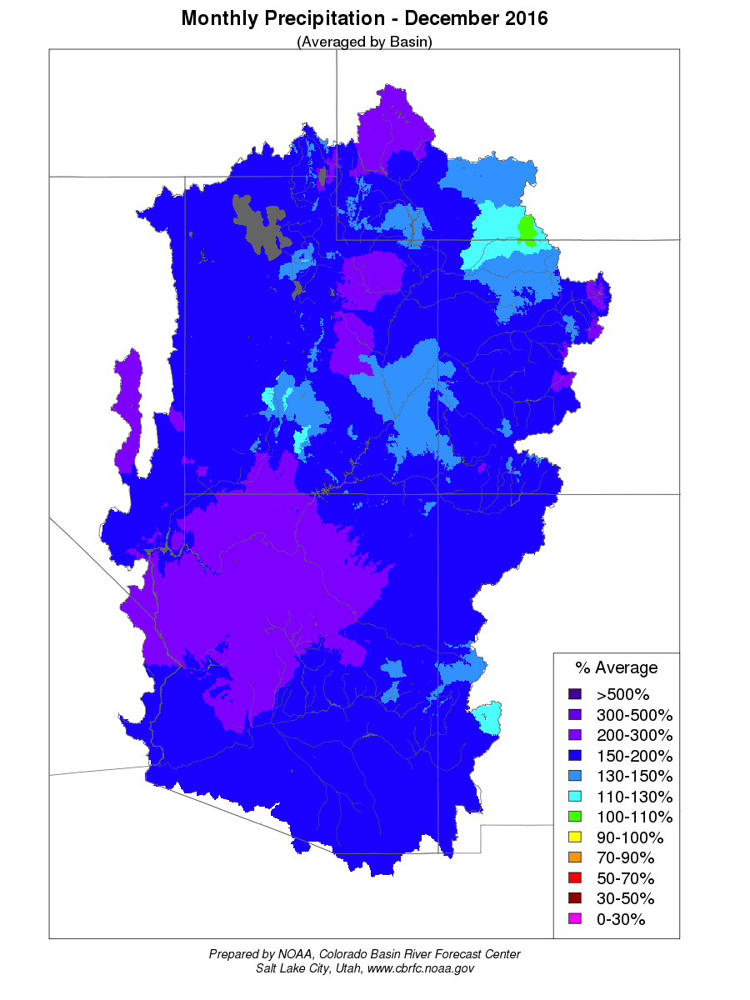 Monthly Precipitation - December 2016
(Averaged by Basin)
% Average
>500%
300-500%
200-300%
150-200%
130-150%
110-130%
100-110%
90-100%
70-90%
50-70%
30-50%
0-30%
Prepared by NOAA, Colorado Basin River Forecast Center
Salt Lake City, Utah, www.cbrfc.noaa.gov